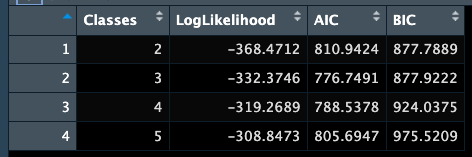 Classes LogLikelihood AIC BIC
1 2 -368.4712 810.9424 877.7889
2 3 -332.3746 776.7491 877.9222
3 4 -319.2689 788.5378 924.0375
4 5 -308.8473 805.6947 975.5209